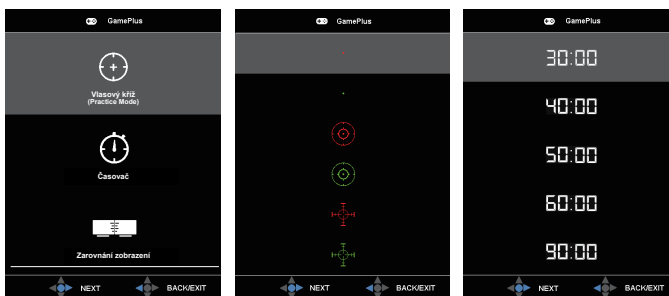 GamePlus
Vlasový kříž
(Practice Mode)
Časovač
Zarovnání zobrazení
NEXT
BACK/EXIT
GamePlus
NEXT
BACK/EXIT
GamePlus
30:00
40:00
50:00
60:00
90:00
NEXT
BACK/EXIT